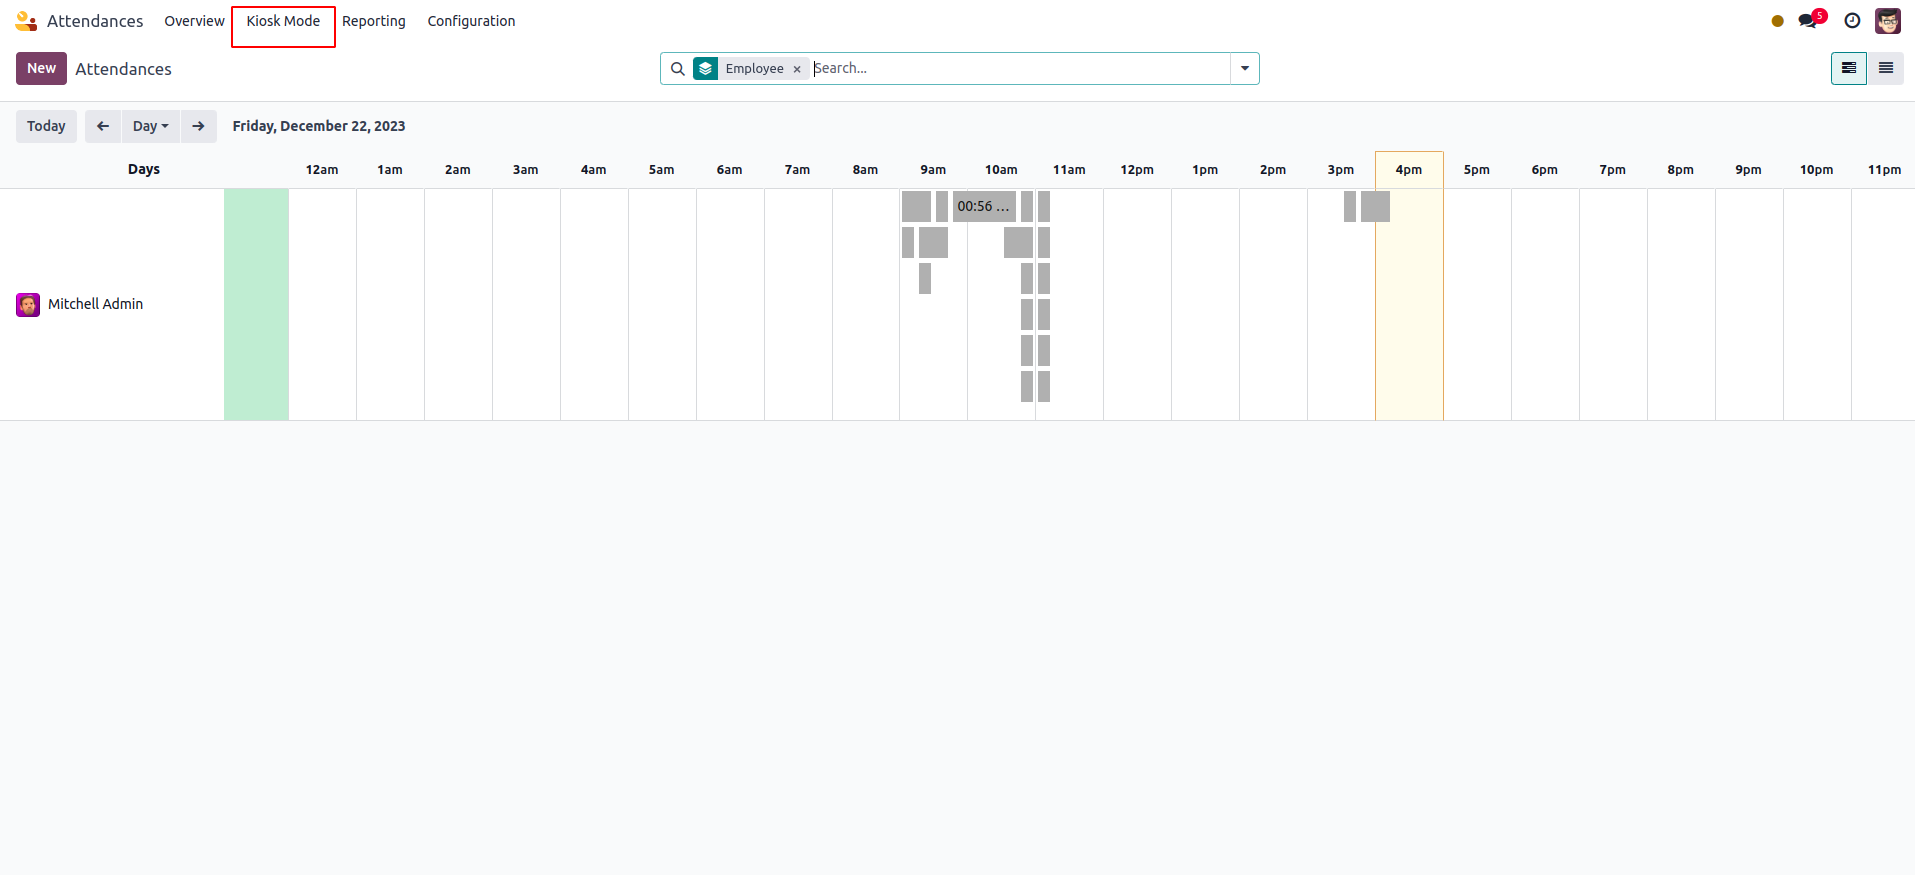 Attendances Overview Kiosk Mode Reporting Configuration 5
New Attendances Employee × Search...
Today Day Friday, December 22, 2023
Days 12am 1am 2am 3am 4am 5am 6am 7am 8am 9am 10am 11am 12pm 1pm 2pm 3pm 4pm 5pm 6pm 7pm 8pm 9pm 10pm 11pm
00:56 ...
Mitchell Admin